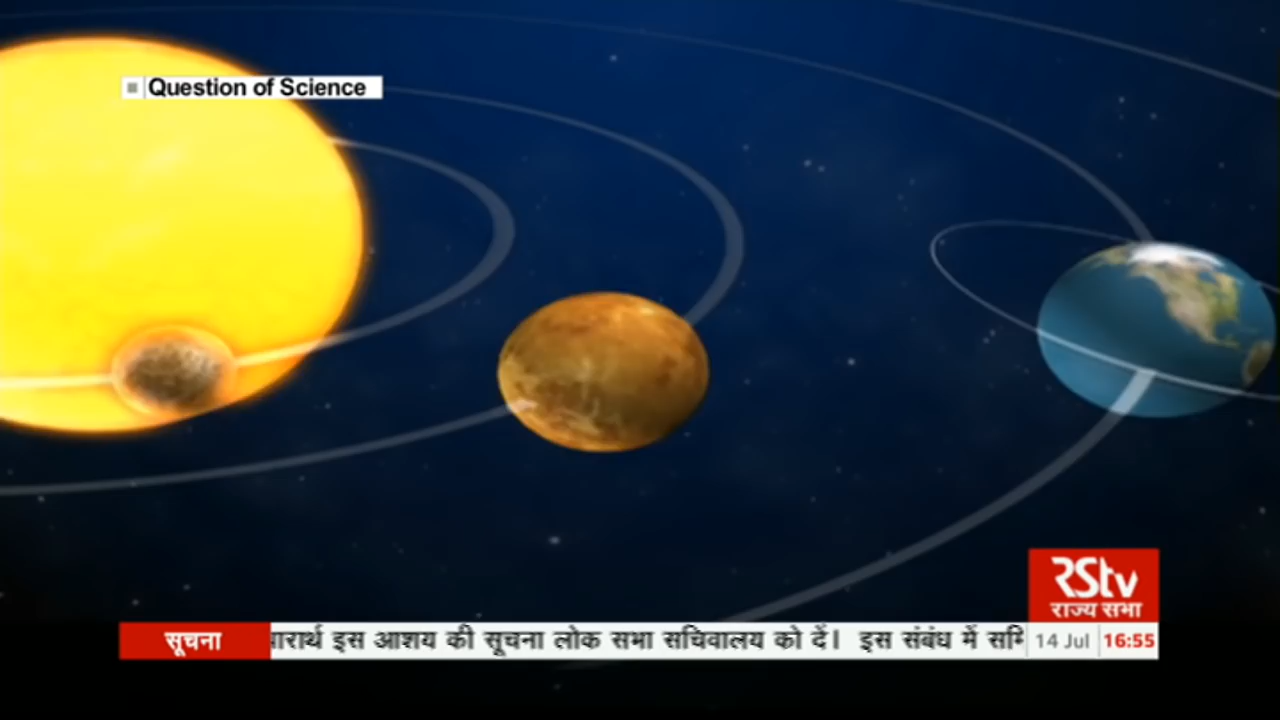 Question of Science
RStv
राज्य सभा
सूचना इस आशय की सूचना लोक सभा सचिवालय को दें। इस संबंध में 14 Jul 16:55